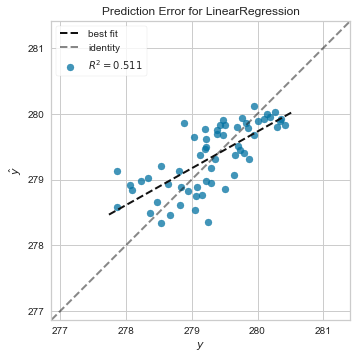 Prediction Error for LinearRegression
best fit
identity
R² = 0.511
281
280
279
278
277
ŷ
277
278
279
280
281
y